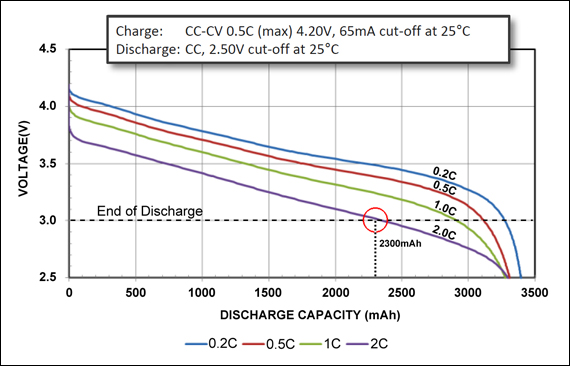 Charge: CC-CV 0.5C (max) 4.20V, 65mA cut-off at 25°C
Discharge: CC, 2.50V cut-off at 25°C
4.5
4.0
3.5
3.0
2.5
VOLTAGE(V)
End of Discharge
0.2C
0.5C
1.0C
2.0C
2300mAh
0 500 1000 1500 2000 2500 3000 3500
DISCHARGE CAPACITY (mAh)
0.2C 0.5C 1C 2C